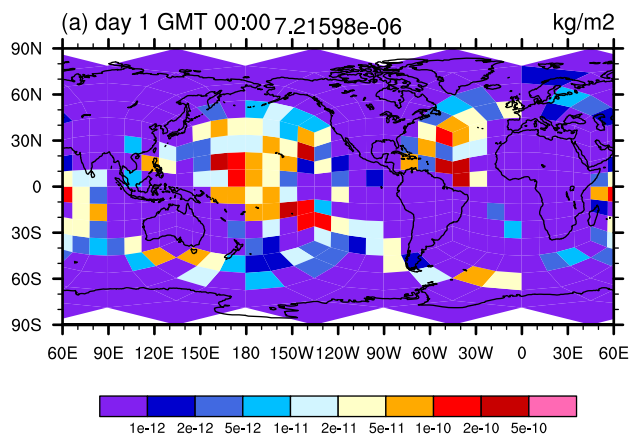 (a) day 1 GMT 00:00 7.21598e-06 kg/m2
90N
60N
30N
0
30S
60S
90S
60E 90E 120E 150E 180 150W 120W 90W 60W 30W 0 30E 60E
1e-12 2e-12 5e-12 1e-11 2e-11 5e-11 1e-10 2e-10 5e-10